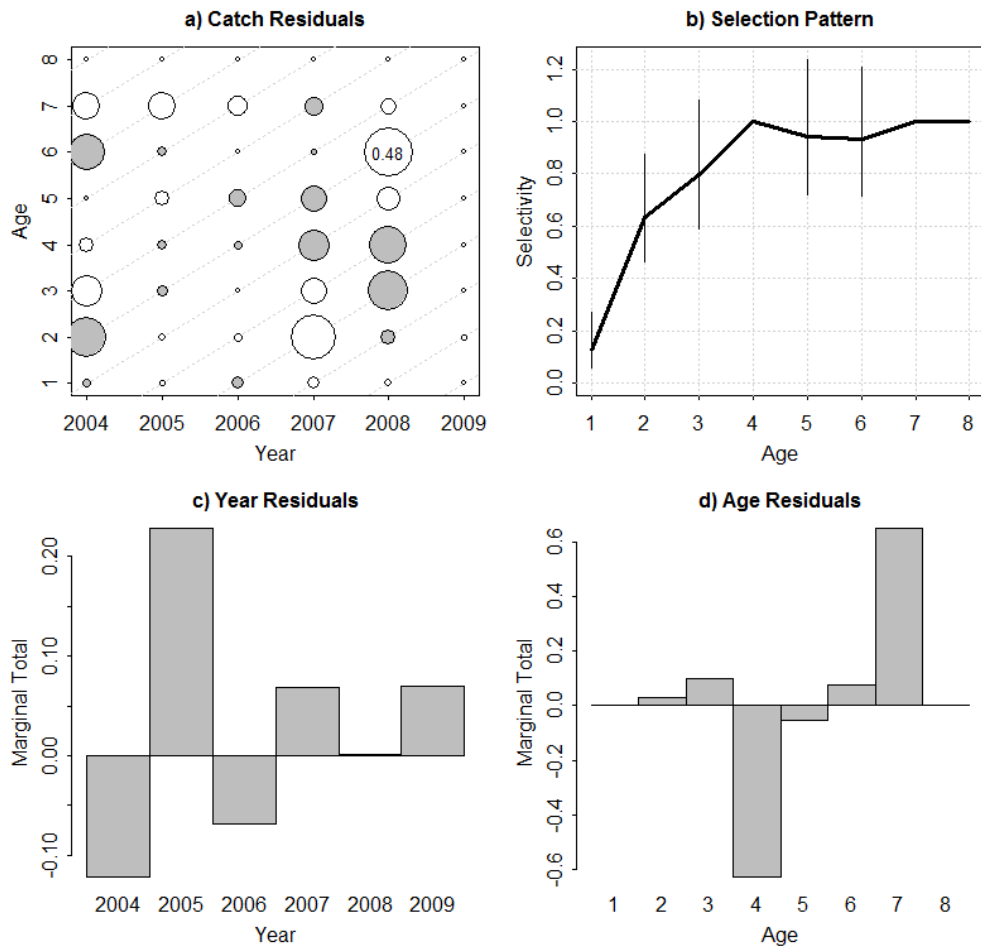 a) Catch Residuals
Age
8
7
6
5
4
3
2
1
0.48
2004 2005 2006 2007 2008 2009
Year
b) Selection Pattern
Selectivity
1.2
1.0
0.8
0.6
0.4
0.2
0.0
1 2 3 4 5 6 7 8
Age
c) Year Residuals
Marginal Total
0.20
0.10
0.00
-0.10
2004 2005 2006 2007 2008 2009
Year
d) Age Residuals
Marginal Total
0.6
0.4
0.2
0.0
-0.2
-0.4
-0.6
1 2 3 4 5 6 7 8
Age